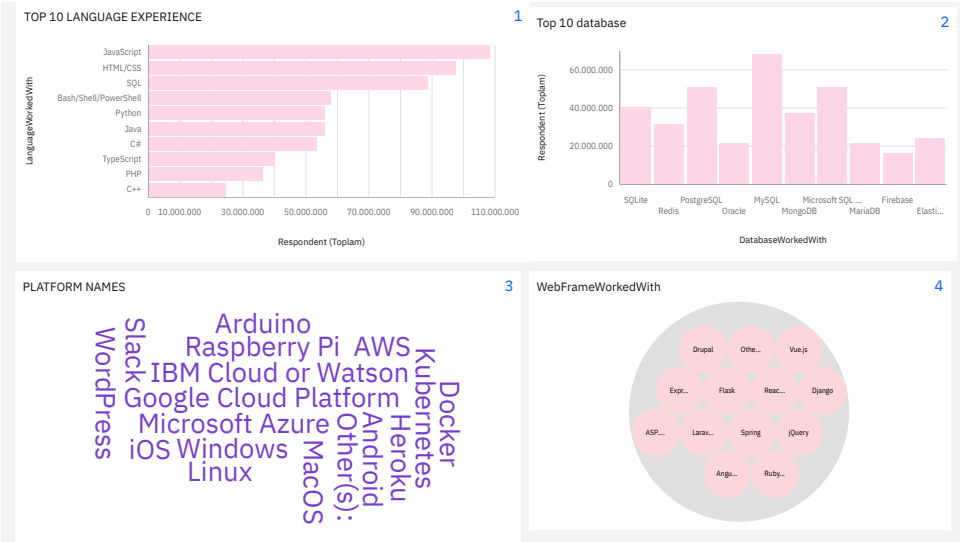 TOP 10 LANGUAGE EXPERIENCE
1
LanguageWorkedWith
JavaScript
HTML/CSS
SQL
Bash/Shell/PowerShell
Python
Java
C#
TypeScript
PHP
C++
0 10.000.000 30.000.000 50.000.000 70.000.000 90.000.000 110.000.000
Respondent (Toplam)
Top 10 database
2
Respondent (Toplam)
60.000.000
40.000.000
20.000.000
0
SQLite PostgreSQL MySQL Microsoft SQL ... Firebase
Redis Oracle MongoDB MariaDB Elasti...
DatabaseWorkedWith
PLATFORM NAMES
3
WordPress
Slack
Arduino
Raspberry Pi AWS
IBM Cloud or Watson
Google Cloud Platform
Microsoft Azure
iOS Windows
Linux
MacOS
Other(s):
Android
Heroku
Kubernetes
Docker
WebFrameWorkedWith
4
Drupal Othe... Vue.js
Expr... Flask Reac... Django
ASP.... Larav... Spring jQuery
Angu... Ruby...